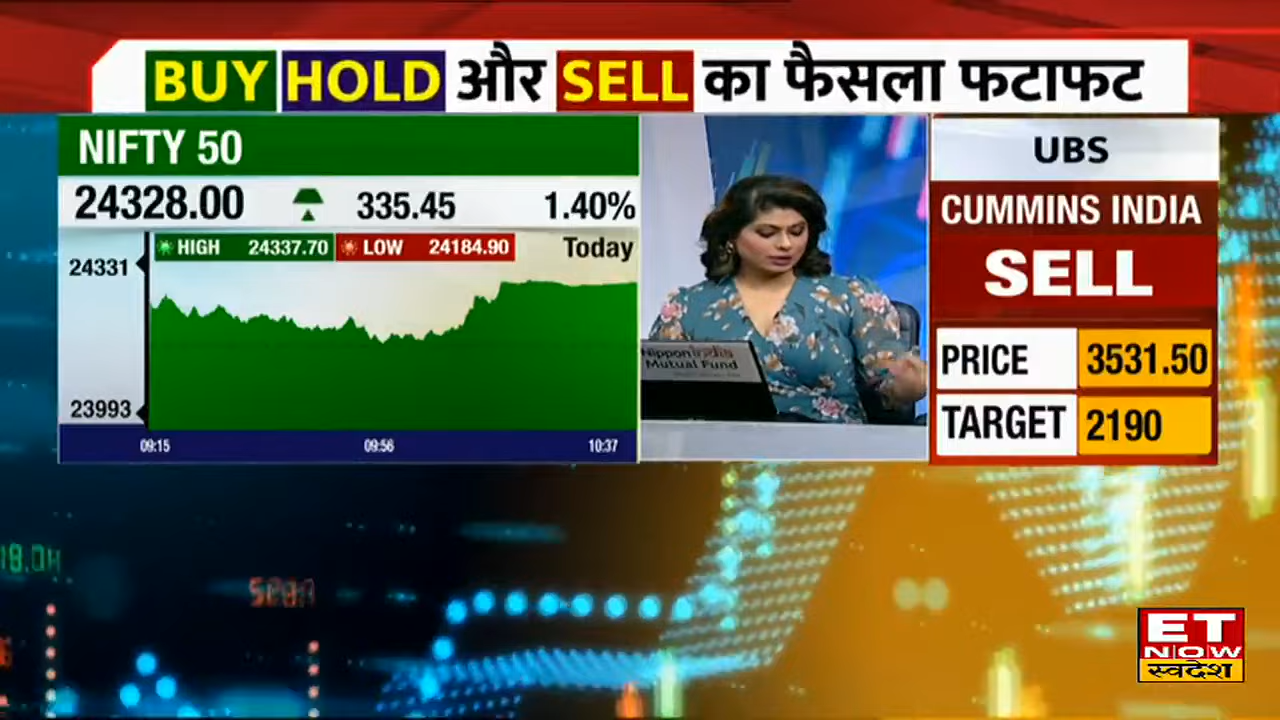 BUY HOLD और SELL का फैसला फटाफट
NIFTY 50
24328.00 335.45 1.40%
HIGH 24337.70 LOW 24184.90 Today
24331
23993
09:15 09:56 10:37
Nippon india
Mutual Fund
UBS
CUMMINS INDIA
SELL
PRICE 3531.50
TARGET 2190
ET
NOW
स्वदेश